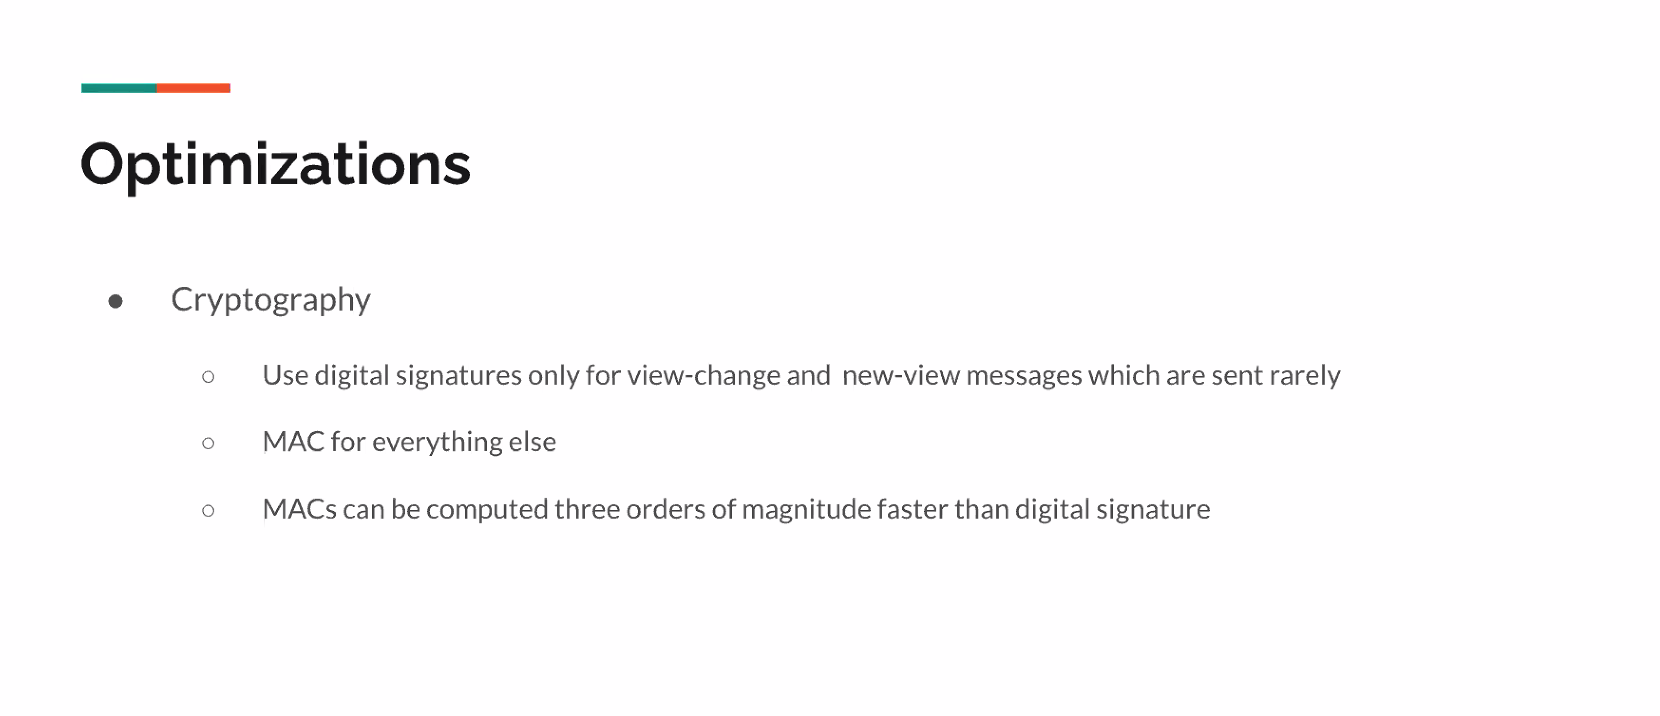 Optimizations
● Cryptography
○ Use digital signatures only for view-change and  new-view messages which are sent rarely
○ MAC for everything else
○ MACs can be computed three orders of magnitude faster than digital signature